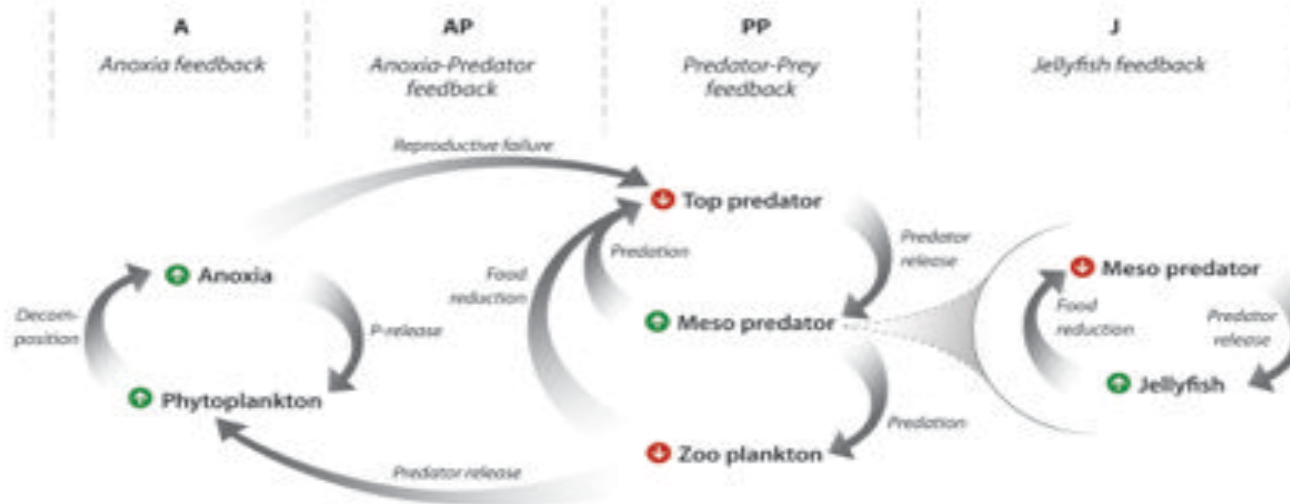 A
Anoxia feedback
AP
Anoxia-Predator
feedback
PP
Predator-Prey
feedback
J
Jellyfish feedback
Reproductive failure
Top predator
Predation
Predator
release
Anoxia
Food
reduction
Meso predator
Decom-
position
P-release
Meso predator
Food
reduction
Predator
release
Jellyfish
Phytoplankton
Predation
Zoo plankton
Predator release